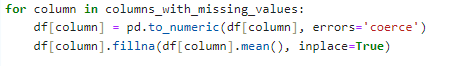 for column in columns_with_missing_values:
    df[column] = pd.to_numeric(df[column], errors='coerce')
    df[column].fillna(df[column].mean(), inplace=True)